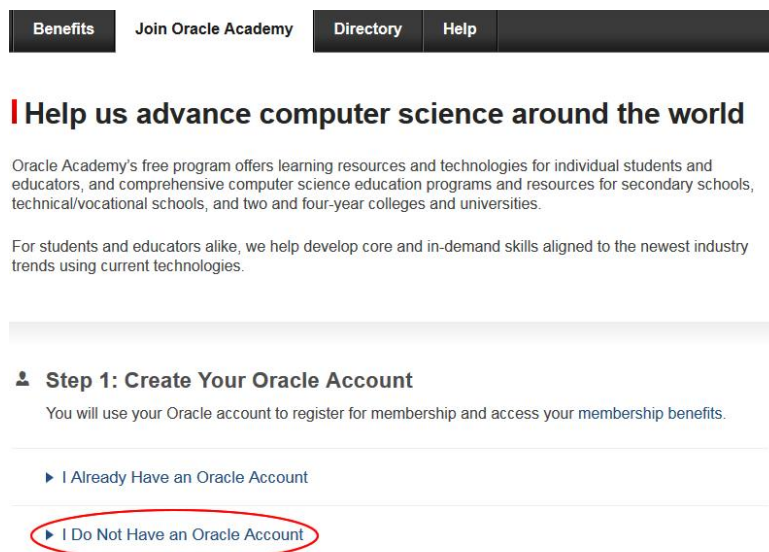 Benefits Join Oracle Academy Directory Help
Help us advance computer science around the world
Oracle Academy's free program offers learning resources and technologies for individual students and
educators, and comprehensive computer science education programs and resources for secondary schools,
technical/vocational schools, and two and four-year colleges and universities.
For students and educators alike, we help develop core and in-demand skills aligned to the newest industry
trends using current technologies.
Step 1: Create Your Oracle Account
You will use your Oracle account to register for membership and access your membership benefits.
I Already Have an Oracle Account
I Do Not Have an Oracle Account